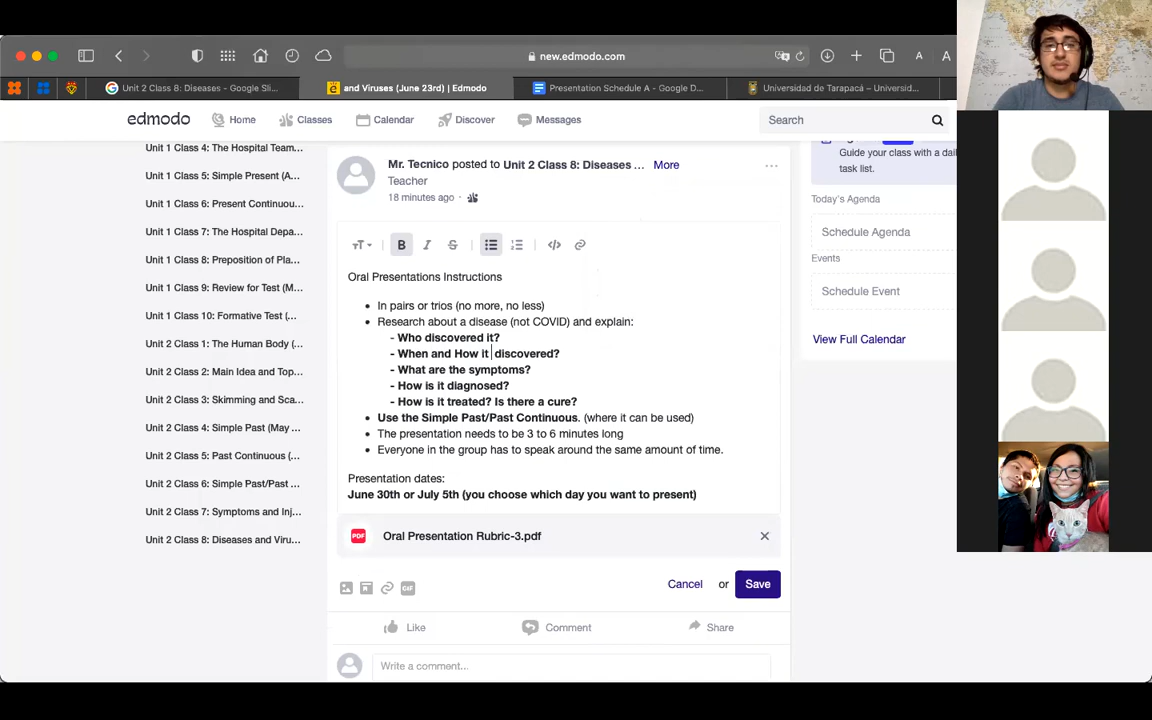 new.edmodo.com
A
A
Unit 2 Class 8: Diseases - Google Sli...
and Viruses (June 23rd) | Edmodo
Presentation Schedule A - Google D...
Universidad de Tarapacá – Universid...
edmodo
Home
Classes
Calendar
Discover
Messages
Search
Unit 1 Class 4: The Hospital Team...
Unit 1 Class 5: Simple Present (A...
Unit 1 Class 6: Present Continuou...
Unit 1 Class 7: The Hospital Depa...
Unit 1 Class 8: Preposition of Pla...
Unit 1 Class 9: Review for Test (M...
Unit 1 Class 10: Formative Test (...
Unit 2 Class 1: The Human Body (...
Unit 2 Class 2: Main Idea and Top...
Unit 2 Class 3: Skimming and Sca...
Unit 2 Class 4: Simple Past (May ...
Unit 2 Class 5: Past Continuous (...
Unit 2 Class 6: Simple Past/Past ...
Unit 2 Class 7: Symptoms and Inj...
Unit 2 Class 8: Diseases and Viru...
Mr. Tecnico posted to Unit 2 Class 8: Diseases ... More
Teacher
18 minutes ago ·
TT B I S
Oral Presentations Instructions
• In pairs or trios (no more, no less)
• Research about a disease (not COVID) and explain:
- Who discovered it?
- When and How it discovered?
- What are the symptoms?
- How is it diagnosed?
- How is it treated? Is there a cure?
• Use the Simple Past/Past Continuous. (where it can be used)
• The presentation needs to be 3 to 6 minutes long
• Everyone in the group has to speak around the same amount of time.
Presentation dates:
June 30th or July 5th (you choose which day you want to present)
PDF
Oral Presentation Rubric-3.pdf
GIF
Cancel or Save
Like
Comment
Share
Write a comment...
Guide your class with a dail
task list.
Today's Agenda
Schedule Agenda
Events
Schedule Event
View Full Calendar